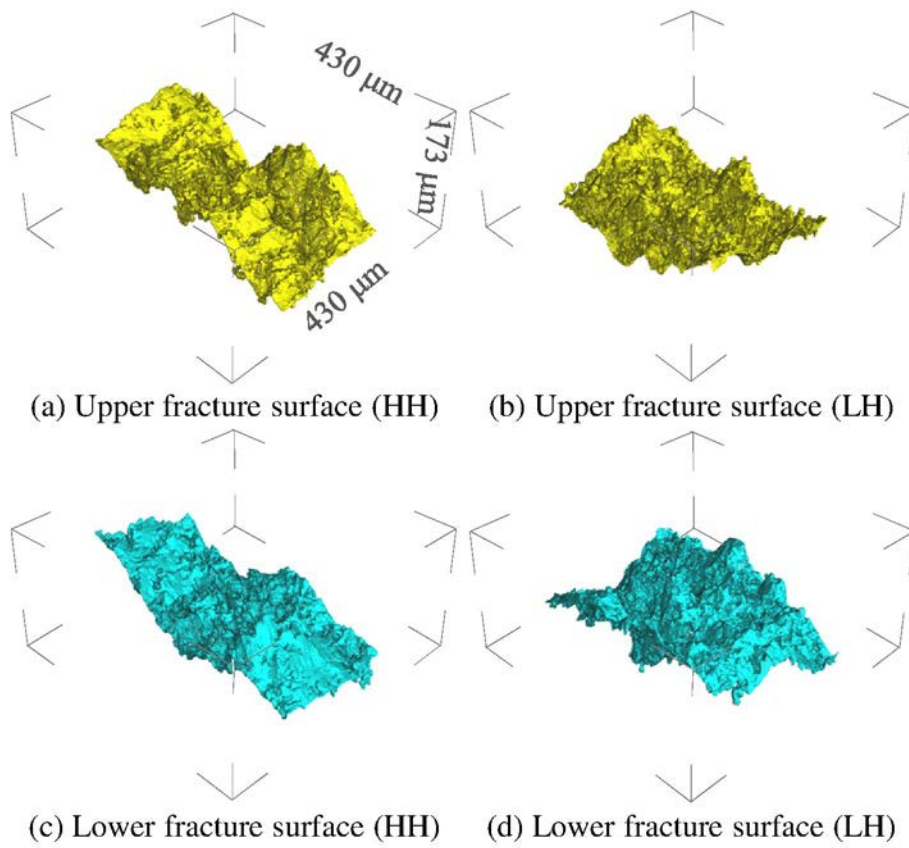 430 μm
173 μm
430 μm
(a) Upper fracture surface (HH)
(b) Upper fracture surface (LH)
(c) Lower fracture surface (HH)
(d) Lower fracture surface (LH)